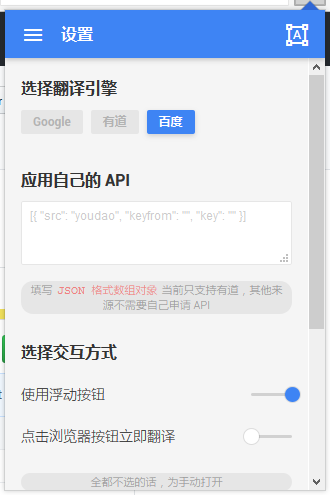 设置
A
选择翻译引擎
Google 有道 百度
应用自己的 API
[{ "src": "youdao", "keyfrom": "", "key": "" }]
填写 JSON 格式数组对象 当前只支持有道，其他来
源不需要自己申请 API
选择交互方式
使用浮动按钮
点击浏览器按钮立即翻译
全都不选的话，为手动打开